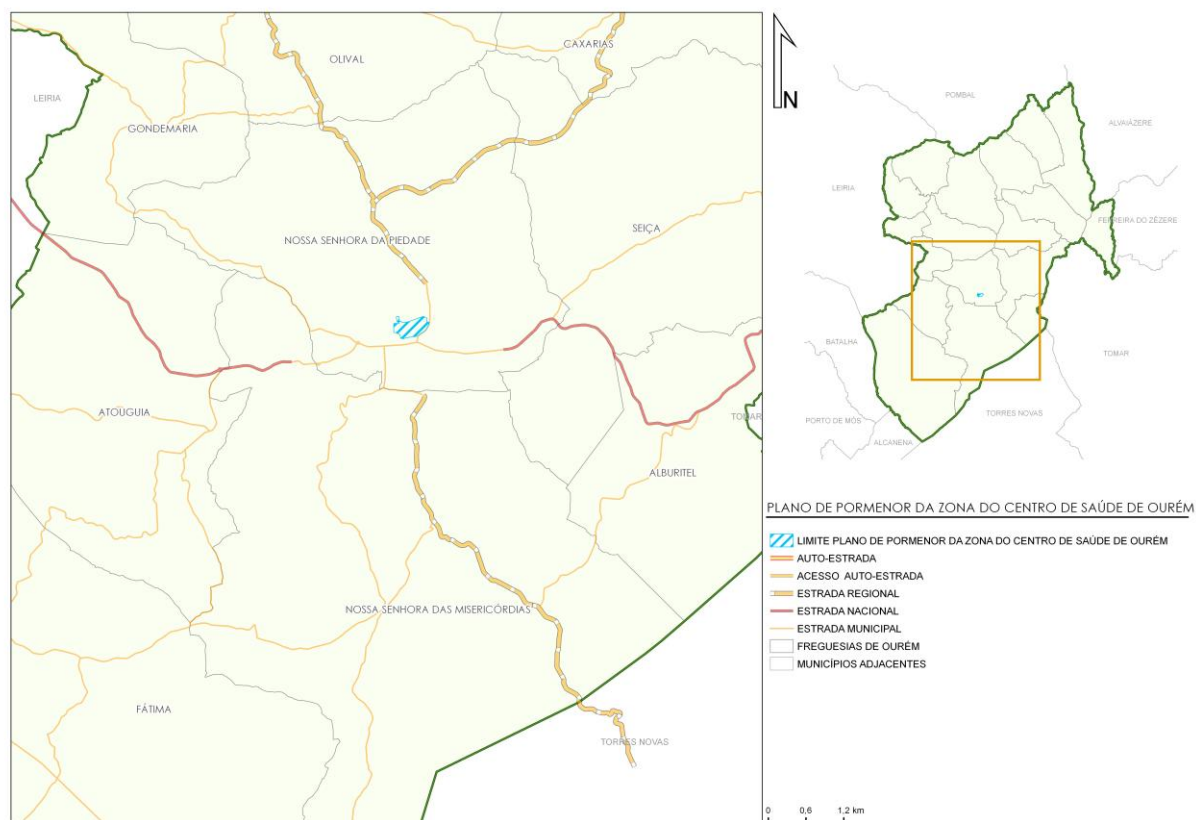 CAXARIAS
OLIVAL
LEIRIA
GONDEMARIA
SEIÇA
NOSSA SENHORA DA PIEDADE
ATOUGUIA
TOMAR
ALBURITEL
NOSSA SENHORA DAS MISERICÓRDIAS
FÁTIMA
TORRES NOVAS
N
POMBAL
ALVAIÁZERE
LEIRIA
FERREIRA DO ZÊZERE
BATALHA
TOMAR
PORTO DE MÓS
TORRES NOVAS
ALCANENA
PLANO DE PORMENOR DA ZONA DO CENTRO DE SAÚDE DE OURÉM
LIMITE PLANO DE PORMENOR DA ZONA DO CENTRO DE SAÚDE DE OURÉM
AUTO-ESTRADA
ACESSO AUTO-ESTRADA
ESTRADA REGIONAL
ESTRADA NACIONAL
ESTRADA MUNICIPAL
FREGUESIAS DE OURÉM
MUNICÍPIOS ADJACENTES
0 0,6 1,2 km